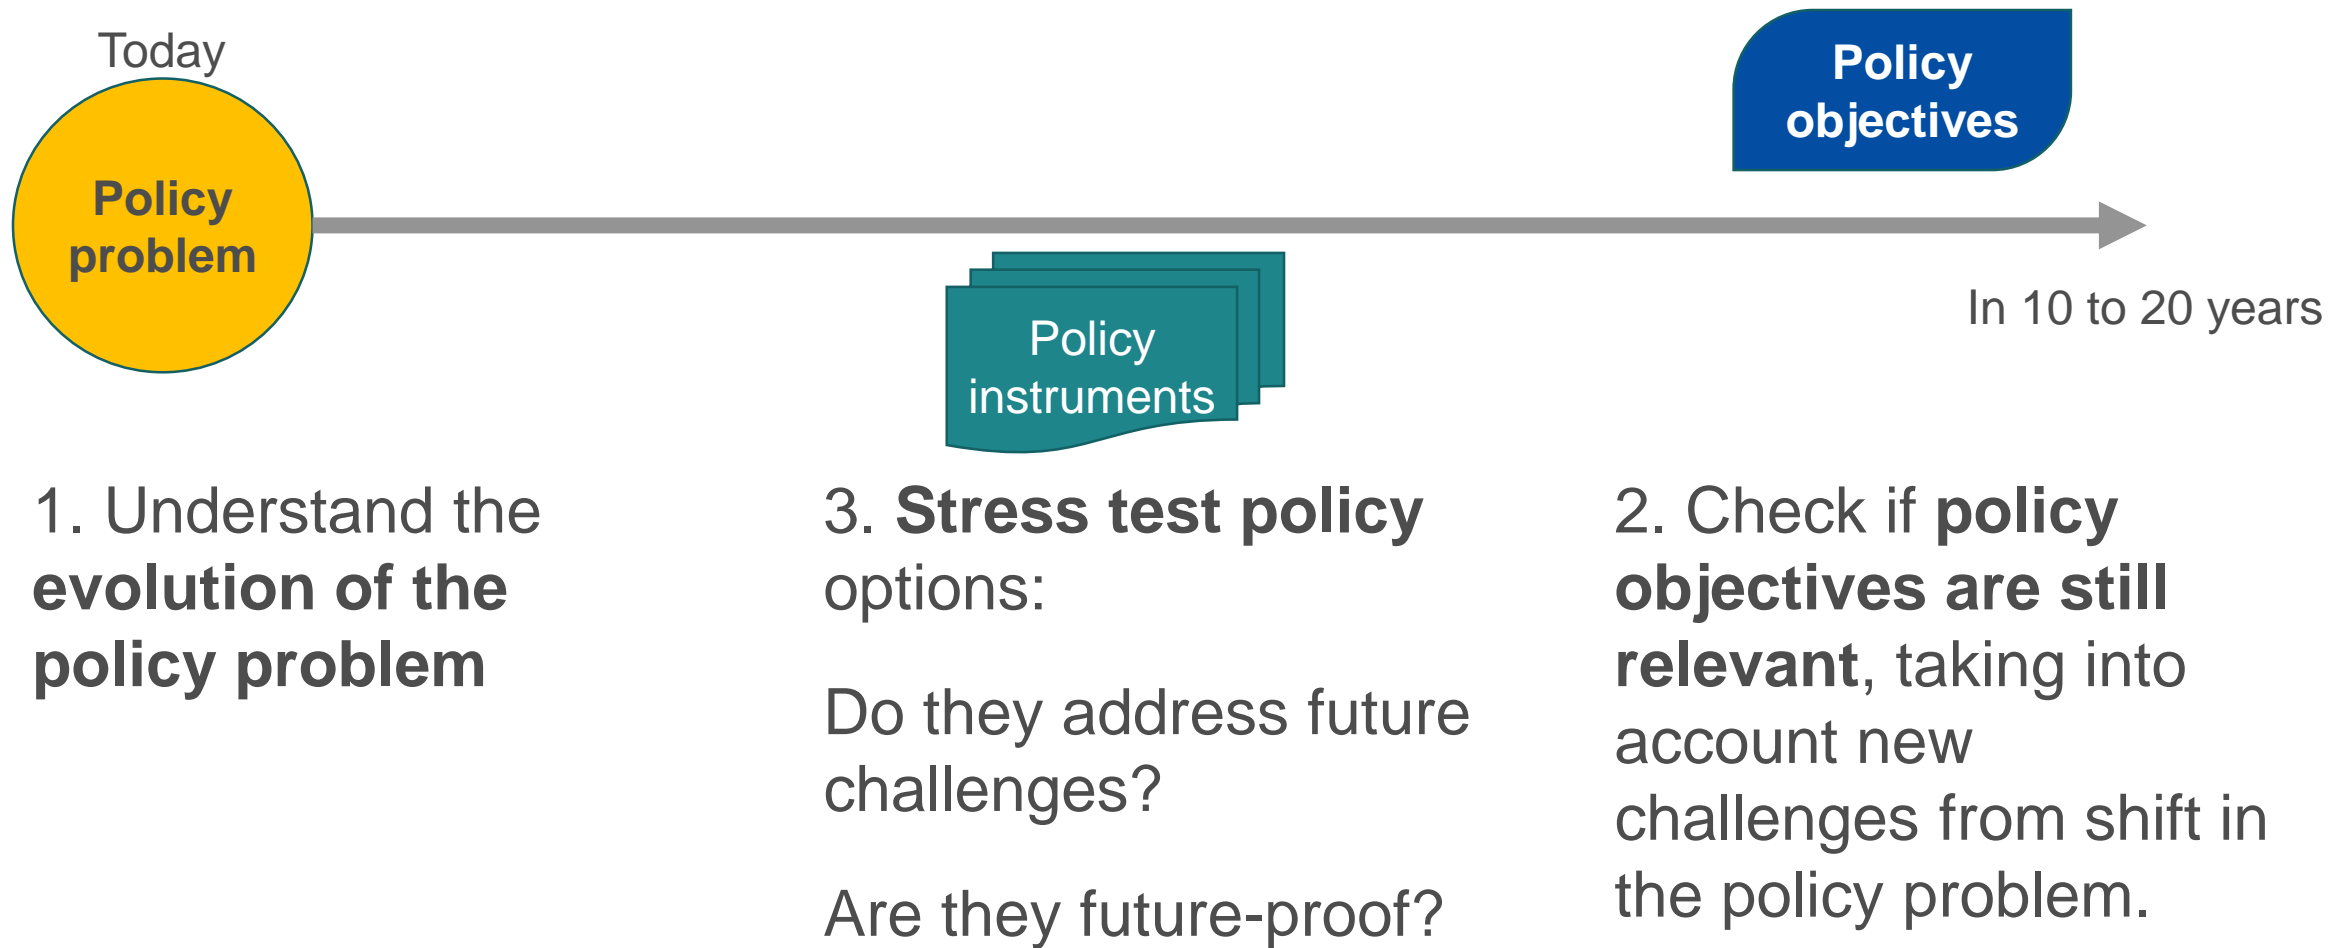 Today
Policy
problem
Policy
objectives
In 10 to 20 years
Policy
instruments
1. Understand the
evolution of the
policy problem
3. Stress test policy
options:
Do they address future
challenges?
Are they future-proof?
2. Check if policy
objectives are still
relevant, taking into
account new
challenges from shift in
the policy problem.